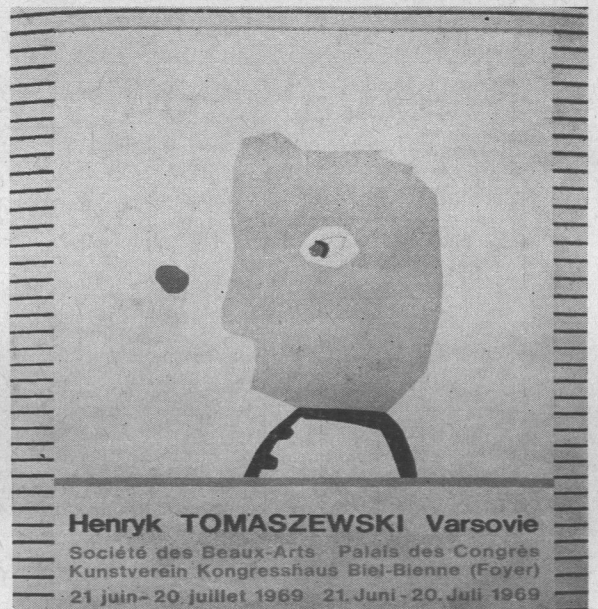 Henryk TOMASZEWSKI Varsovie
Société des Beaux-Arts Palais des Congrès
Kunstverein Kongresshaus Biel-Bienne (Foyer)
21 juin-20 juillet 1969 21. Juni-20. Juli 1969